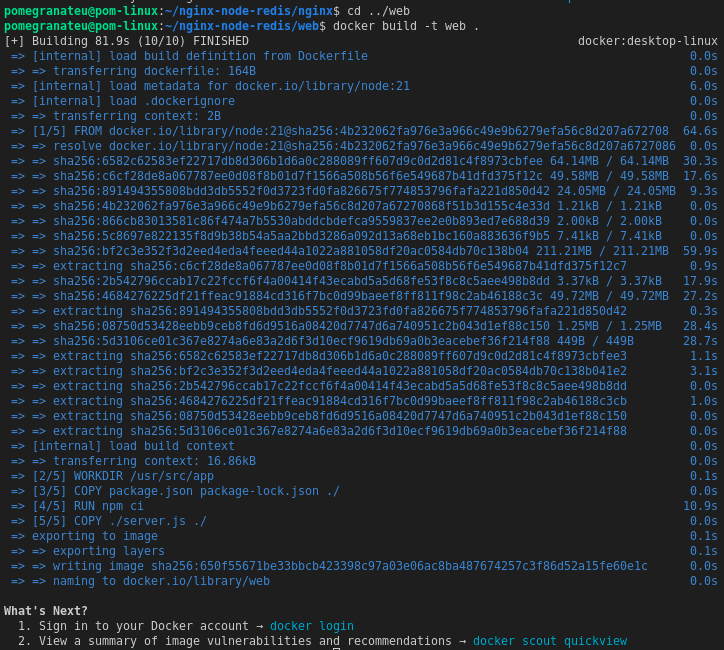 pomegranateu@pom-linux:~/nginx-node-redis/nginx$ cd ../web
pomegranateu@pom-linux:~/nginx-node-redis/web$ docker build -t web .
[+] Building 81.9s (10/10) FINISHED docker:desktop-linux
=> [internal] load build definition from Dockerfile 0.0s
=> => transferring dockerfile: 164B 0.0s
=> [internal] load metadata for docker.io/library/node:21 6.0s
=> [internal] load .dockerignore 0.0s
=> => transferring context: 2B 0.0s
=> [1/5] FROM docker.io/library/node:21@sha256:4b232062fa976e3a966c49e9b6279efa56c8d207a672708 64.6s
=> => resolve docker.io/library/node:21@sha256:4b232062fa976e3a966c49e9b6279efa56c8d207a6727086 0.0s
=> => sha256:6582c62583ef22717db8d306b1d6a0c288089ff607d9c0d2d81c4f8973cbfee 64.14MB / 64.14MB 30.3s
=> => sha256:c6cf28de8a067787ee0d08f8b01d7f1566a508b56f6e549687b41dfd375f12c 49.58MB / 49.58MB 17.6s
=> => sha256:891494355808bdd3db5552f0d3723fd0fa826675f774853796fafa221d850d42 24.05MB / 24.05MB 9.3s
=> => sha256:4b232062fa976e3a966c49e9b6279efa56c8d207a67270868f51b3d155c4e33d 1.21kB / 1.21kB 0.0s
=> => sha256:866cb83013581c86f474a7b5530abddcbdefca9559837ee2e0b893ed7e688d39 2.00kB / 2.00kB 0.0s
=> => sha256:5c8697e822135f8d9b38b54a5aa2bbd3286a092d13a68eb1bc160a883636f9b5 7.41kB / 7.41kB 0.0s
=> => sha256:bf2c3e352f3d2eed4eda4feeed44a1022a881058df20ac0584db70c138b04 211.21MB / 211.21MB 59.9s
=> => extracting sha256:c6cf28de8a067787ee0d08f8b01d7f1566a508b56f6e549687b41dfd375f12c7 0.9s
=> => sha256:2b542796ccab17c22fccf6f4a00414f43ecabd5a5d68fe53f8c8c5aee498b8dd 3.37kB / 3.37kB 17.9s
=> => sha256:4684276225df21ffeac91884cd316f7bc0d99baeef8ff811f98c2ab46188c3c 49.72MB / 49.72MB 27.2s
=> => extracting sha256:891494355808bdd3db5552f0d3723fd0fa826675f774853796fafa221d850d42 0.3s
=> => sha256:08750d53428eebb9ceb8fd6d9516a08420d7747d6a740951c2b043d1ef88c150 1.25MB / 1.25MB 28.4s
=> => sha256:5d3106ce01c367e8274a6e83a2d6f3d10ecf9619db69a0b3eacebef36f214f88 449B / 449B 28.7s
=> => extracting sha256:6582c62583ef22717db8d306b1d6a0c288089ff607d9c0d2d81c4f8973cbfee3 1.1s
=> => extracting sha256:bf2c3e352f3d2eed4eda4feeed44a1022a881058df20ac0584db70c138b041e2 3.1s
=> => extracting sha256:2b542796ccab17c22fccf6f4a00414f43ecabd5a5d68fe53f8c8c5aee498b8dd 0.0s
=> => extracting sha256:4684276225df21ffeac91884cd316f7bc0d99baeef8ff811f98c2ab46188c3cb 1.0s
=> => extracting sha256:08750d53428eebb9ceb8fd6d9516a08420d7747d6a740951c2b043d1ef88c150 0.0s
=> => extracting sha256:5d3106ce01c367e8274a6e83a2d6f3d10ecf9619db69a0b3eacebef36f214f88 0.0s
=> [internal] load build context 0.0s
=> => transferring context: 16.86kB 0.0s
=> [2/5] WORKDIR /usr/src/app 0.1s
=> [3/5] COPY package.json package-lock.json ./ 0.0s
=> [4/5] RUN npm ci 10.9s
=> [5/5] COPY ./server.js ./ 0.0s
=> exporting to image 0.1s
=> => exporting layers 0.1s
=> => writing image sha256:650f55671be33bbcb423398c97a03e06ac8ba487674257c3f86d52a15fe60e1c 0.0s
=> => naming to docker.io/library/web 0.0s
What's Next?
1. Sign in to your Docker account → docker login
2. View a summary of image vulnerabilities and recommendations → docker scout quickview